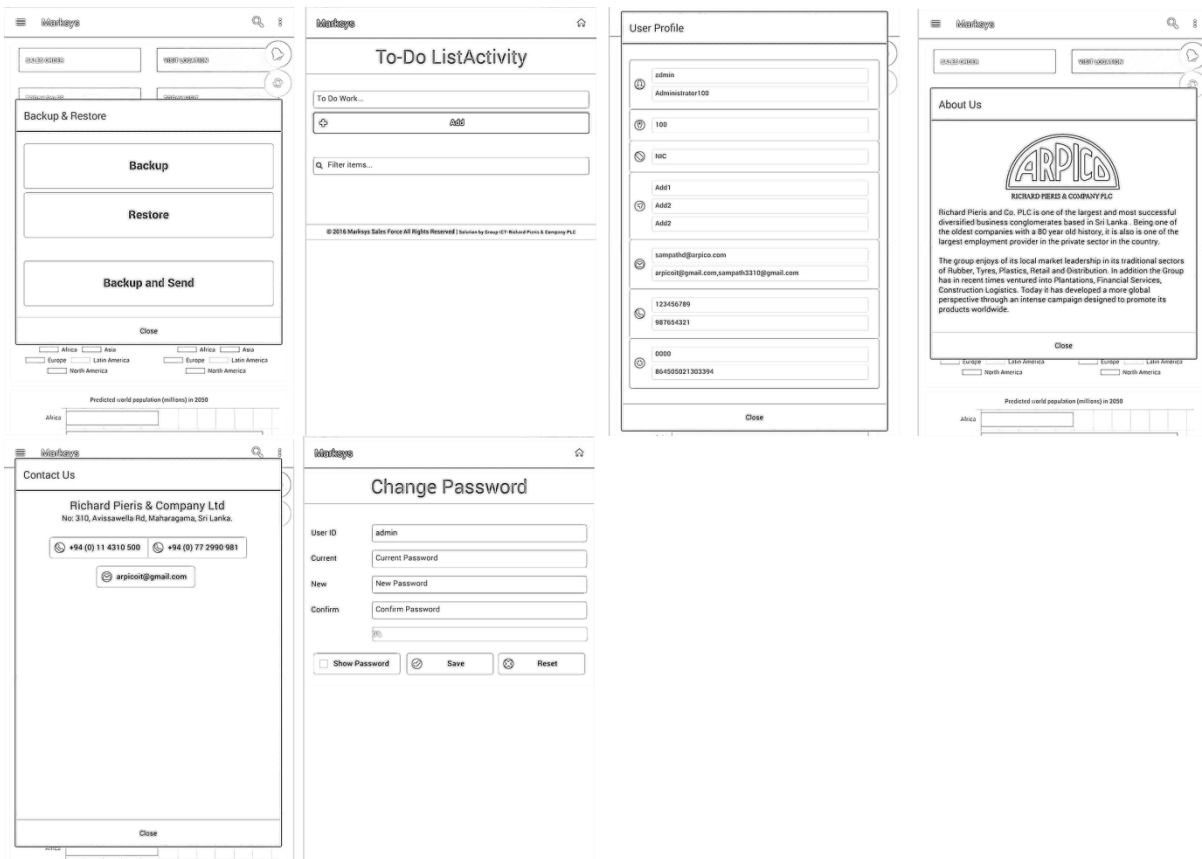 Marksys
SALES ORDER
VISIT LOCATION
Backup & Restore
Backup
Restore
Backup and Send
Close
Africa
Asia
Africa
Asia
Europe
Latin America
Europe
Latin America
North America
North America
Predicted world population (millions) in 2050
Africa
Marksys
To-Do ListActivity
To Do Work...
Add
Filter items...
© 2016 Marksys Sales Force All Rights Reserved | Solution by Group ICT-Richard Pieris & Company PLC
User Profile
admin
Administrater100
100
NIC
Add1
Add2
Add2
sampathd@arpico.com
arpicoit@gmail.com,sampath3310@gmail.com
123456789
987654321
0000
864505021303394
Close
Marksys
SALES ORDER
VISIT LOCATION
About Us
ARPICO
RICHARD PIERIS & COMPANY PLC
Richard Pieris and Co. PLC is one of the largest and most successful
diversified business conglomerates based in Sri Lanka . Being one of
the oldest companies with a 80 year old history, it is also is one of the
largest employment provider in the private sector in the country.
The group enjoys of its local market leadership in its traditional sectors
of Rubber, Tyres, Plastics, Retail and Distribution. In addition the Group
has in recent times ventured into Plantations, Financial Services,
Construction Logistics. Today it has developed a more global
perspective through an intense campaign designed to promote its
products worldwide.
Close
Europe
Latin America
Europe
Latin America
North America
North America
Predicted world population (millions) in 2050
Africa
Marksys
Contact Us
Richard Pieris & Company Ltd
No: 310, Avissawella Rd, Maharagama, Sri Lanka.
+94 (0) 11 4310 500
+94 (0) 77 2990 981
arpicoit@gmail.com
Close
Marksys
Change Password
User ID
admin
Current
Current Password
New
New Password
Confirm
Confirm Password
Show Password
Save
Reset